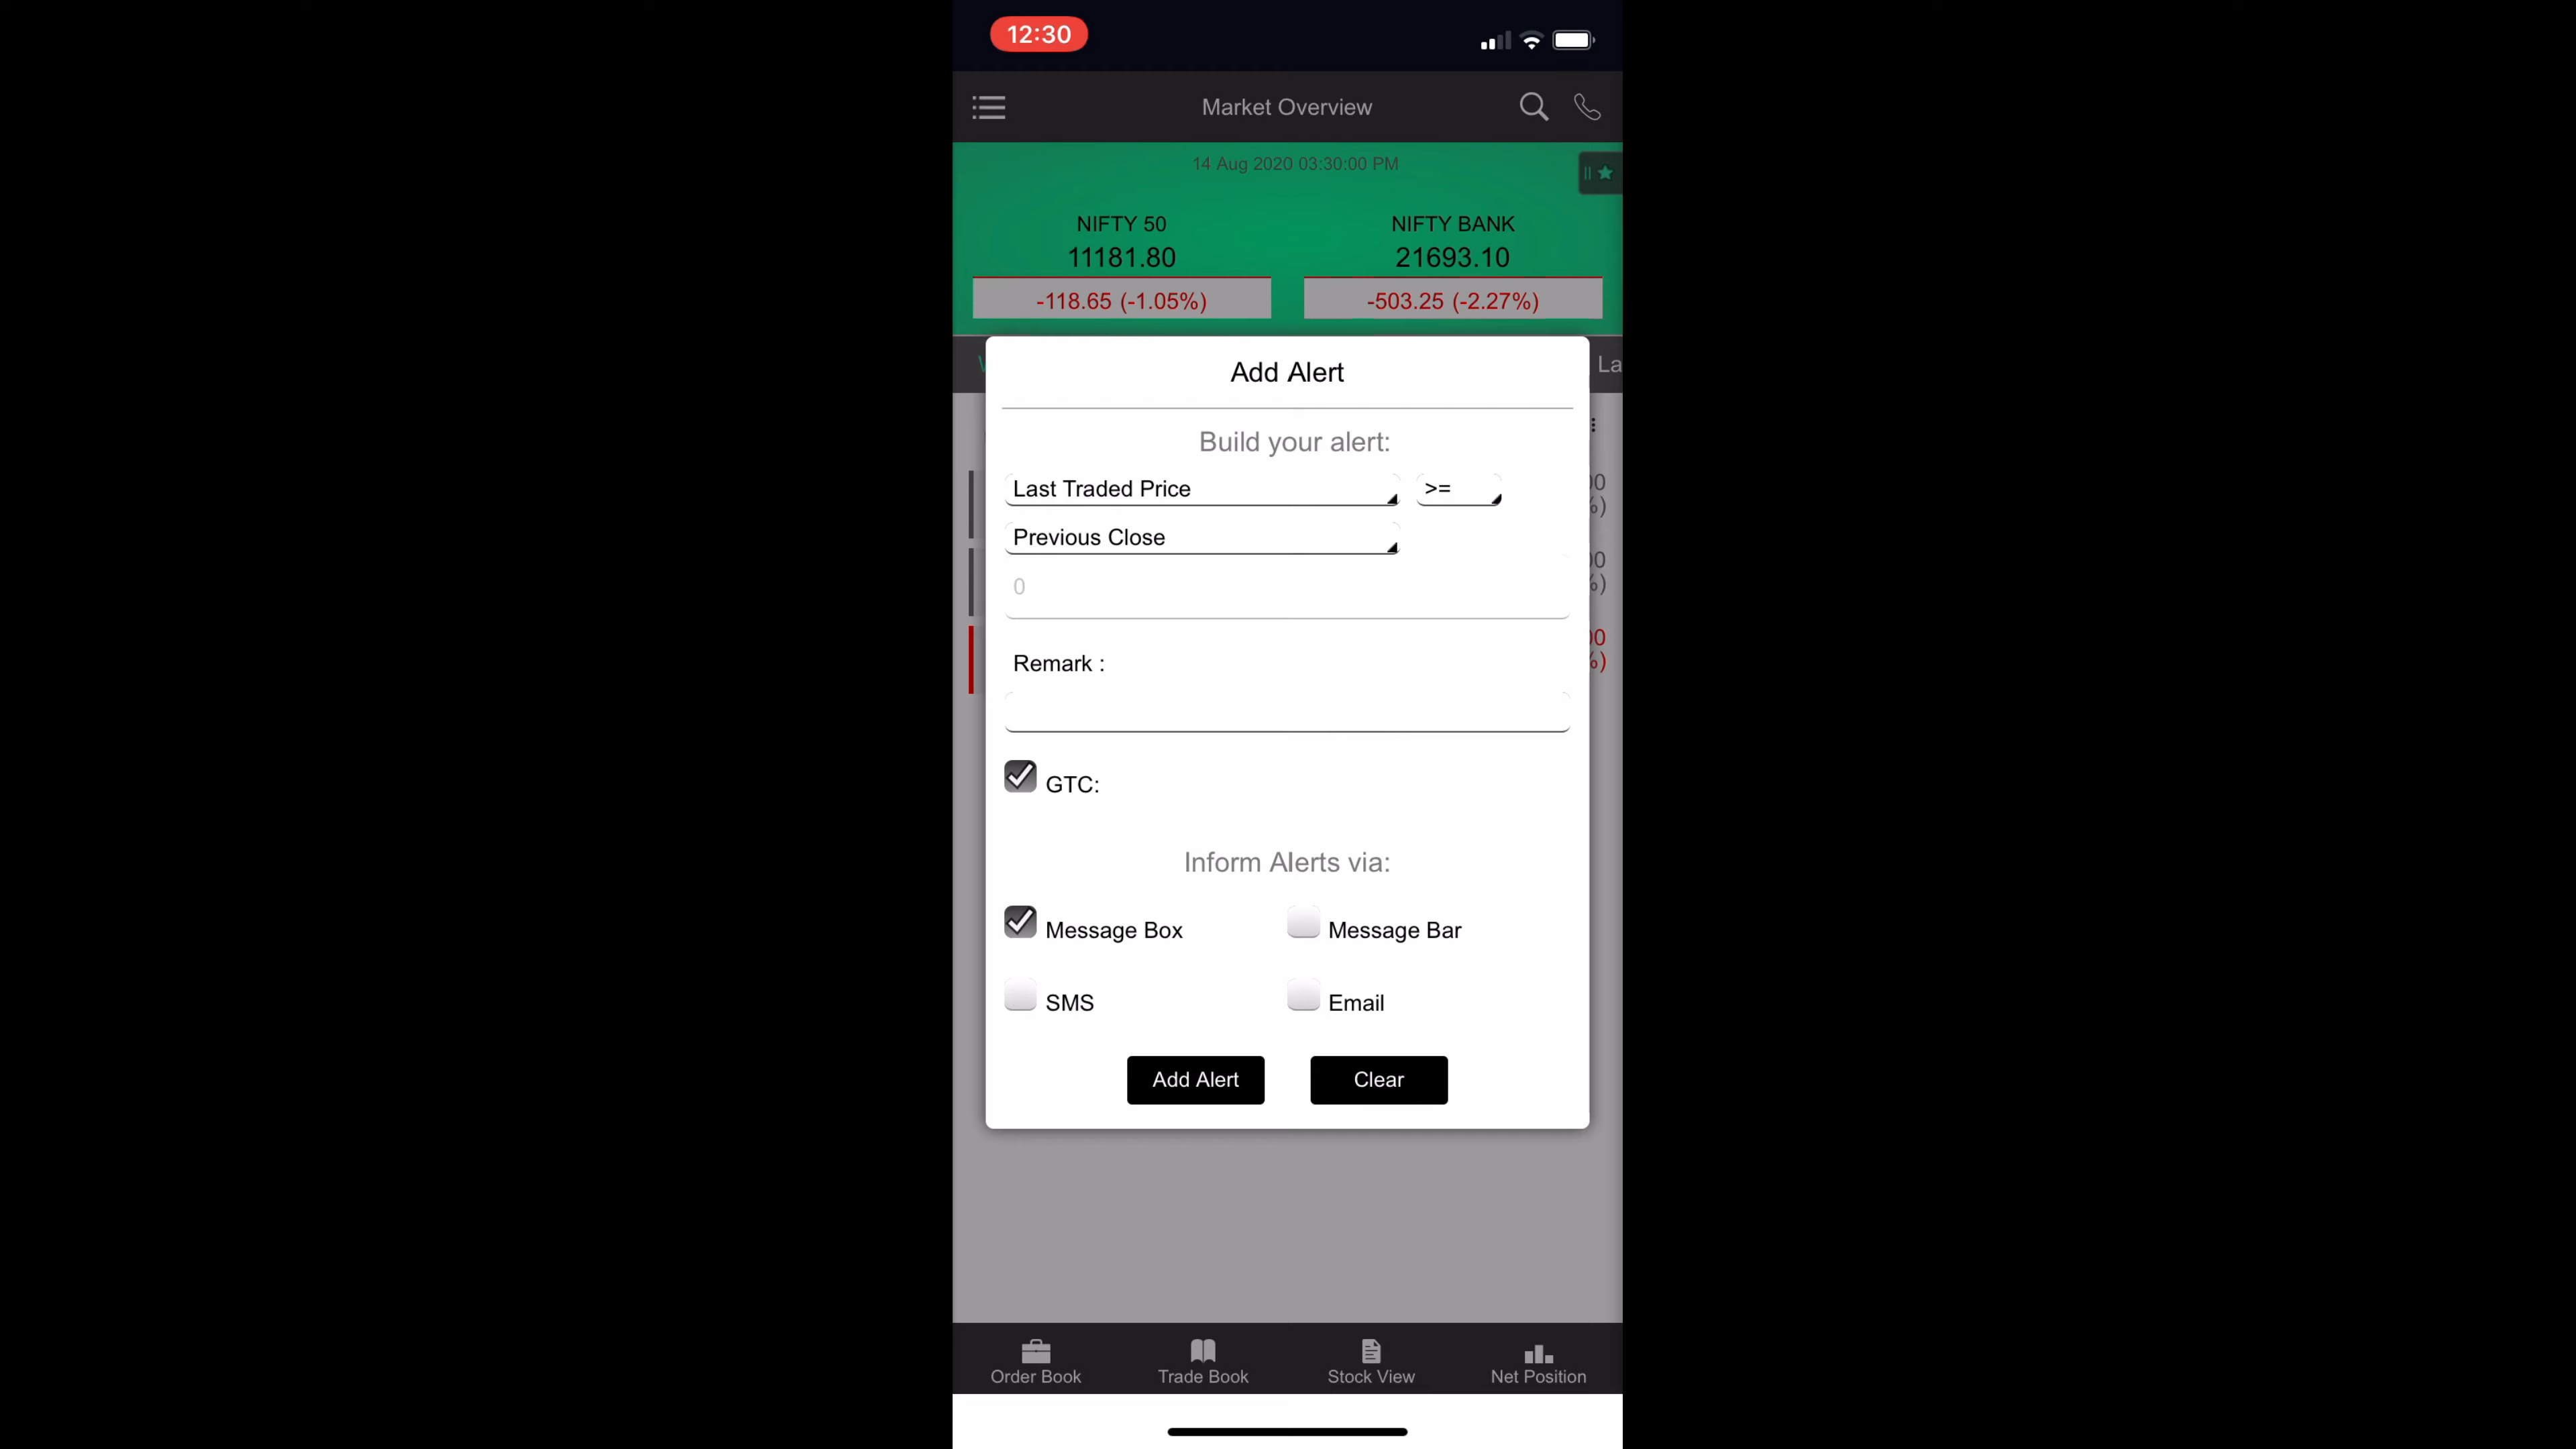 12:30
Market Overview
14 Aug 2020 03:30:00 PM
NIFTY 50
NIFTY BANK
11181.80
21693.10
-118.65 (-1.05%)
-503.25 (-2.27%)
La
Add Alert
Build your alert:
Last Traded Price
>=
Previous Close
0
Remark :
GTC:
Inform Alerts via:
Message Box
Message Bar
SMS
Email
Add Alert
Clear
Order Book
Trade Book
Stock View
Net Position